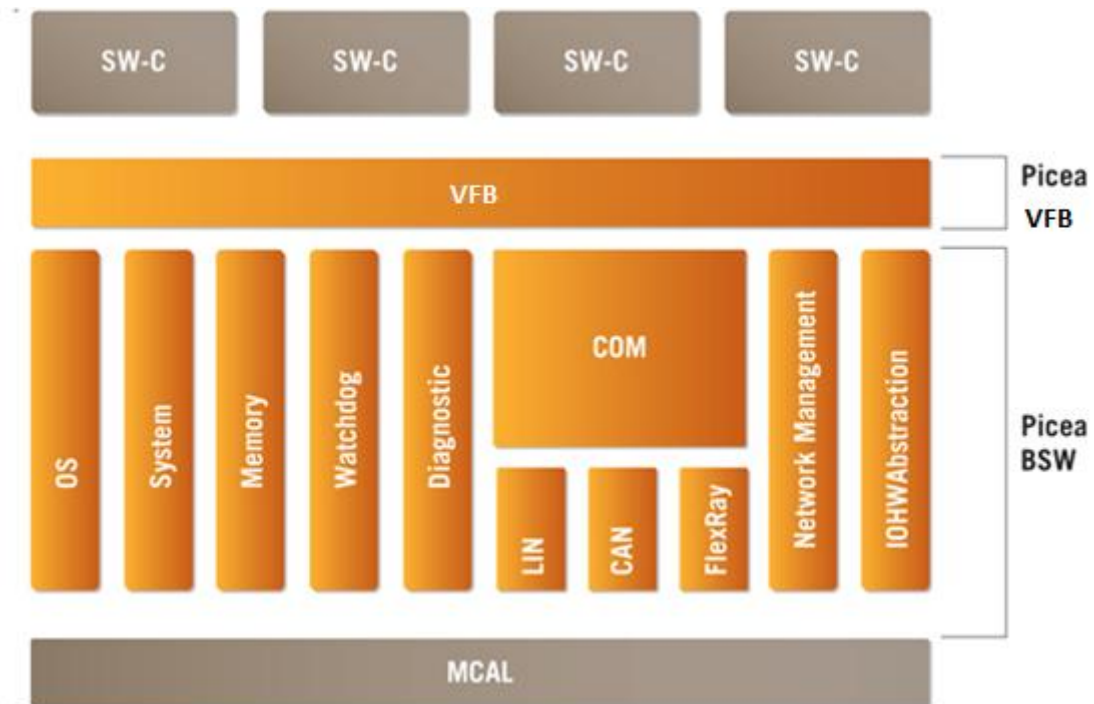 SW-C
SW-C
SW-C
SW-C
VFB
Picea
VFB
OS
System
Memory
Watchdog
Diagnostic
COM
LIN
CAN
FlexRay
Network Management
IOHWAbstraction
Picea
BSW
MCAL